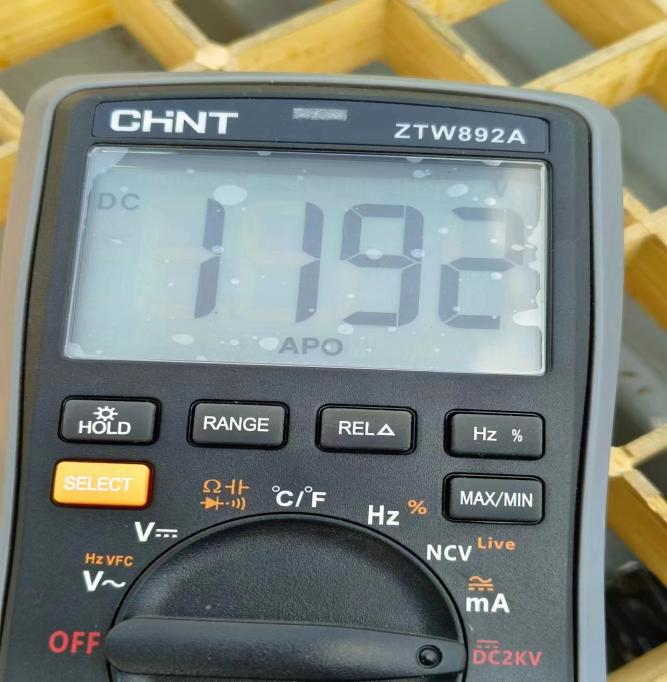 CHiNT
ZTW892A
V
DC
1192
APO
HOLD
RANGE
REL△
Hz %
SELECT
Ω
°C/°F
Hz %
MAX/MIN
V⎓
NCV Live
Hz VFC
V~
mA
OFF
DC2KV